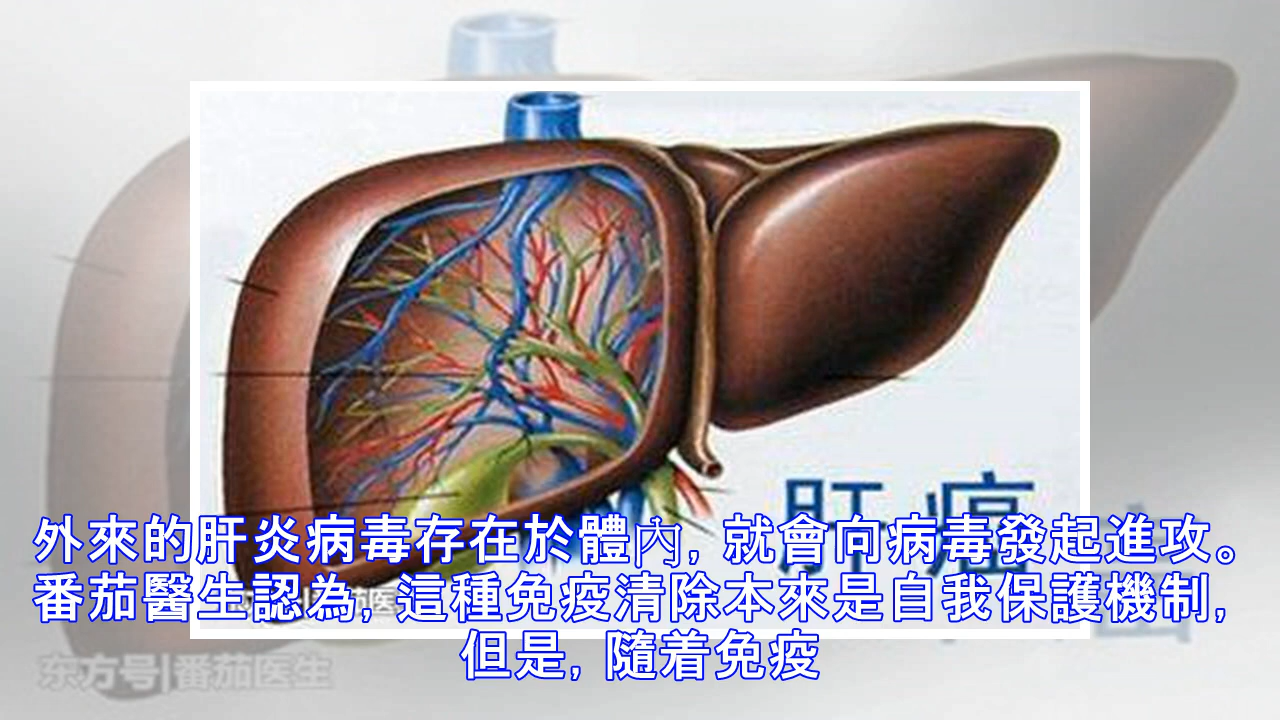 肝癌
外來的肝炎病毒存在於體內, 就會向病毒發起進攻。
番茄醫生認為, 這種免疫清除本來是自我保護機制,
但是, 隨着免疫
东方号|番茄医生